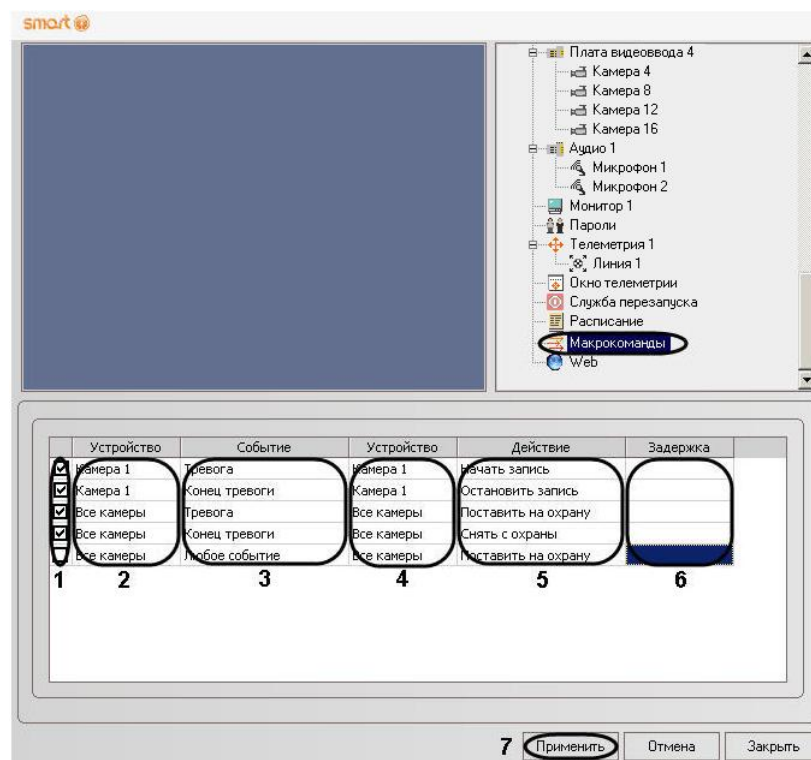 smart
Плата видеоввода 4
Камера 4
Камера 8
Камера 12
Камера 16
Аудио 1
Микрофон 1
Микрофон 2
Монитор 1
Пароли
Телеметрия 1
Линия 1
Окно телеметрии
Служба перезапуска
Расписание
Макрокоманды
Web
Устройство Событие Устройство Действие Задержка
Камера 1 Тревога Камера 1 Начать запись
Камера 1 Конец тревоги Камера 1 Остановить запись
Все камеры Тревога Все камеры Поставить на охрану
Все камеры Конец тревоги Все камеры Снять с охраны
Все камеры Любое событие Все камеры Поставить на охрану
1 2 3 4 5 6
7 Применить Отмена Закрыть